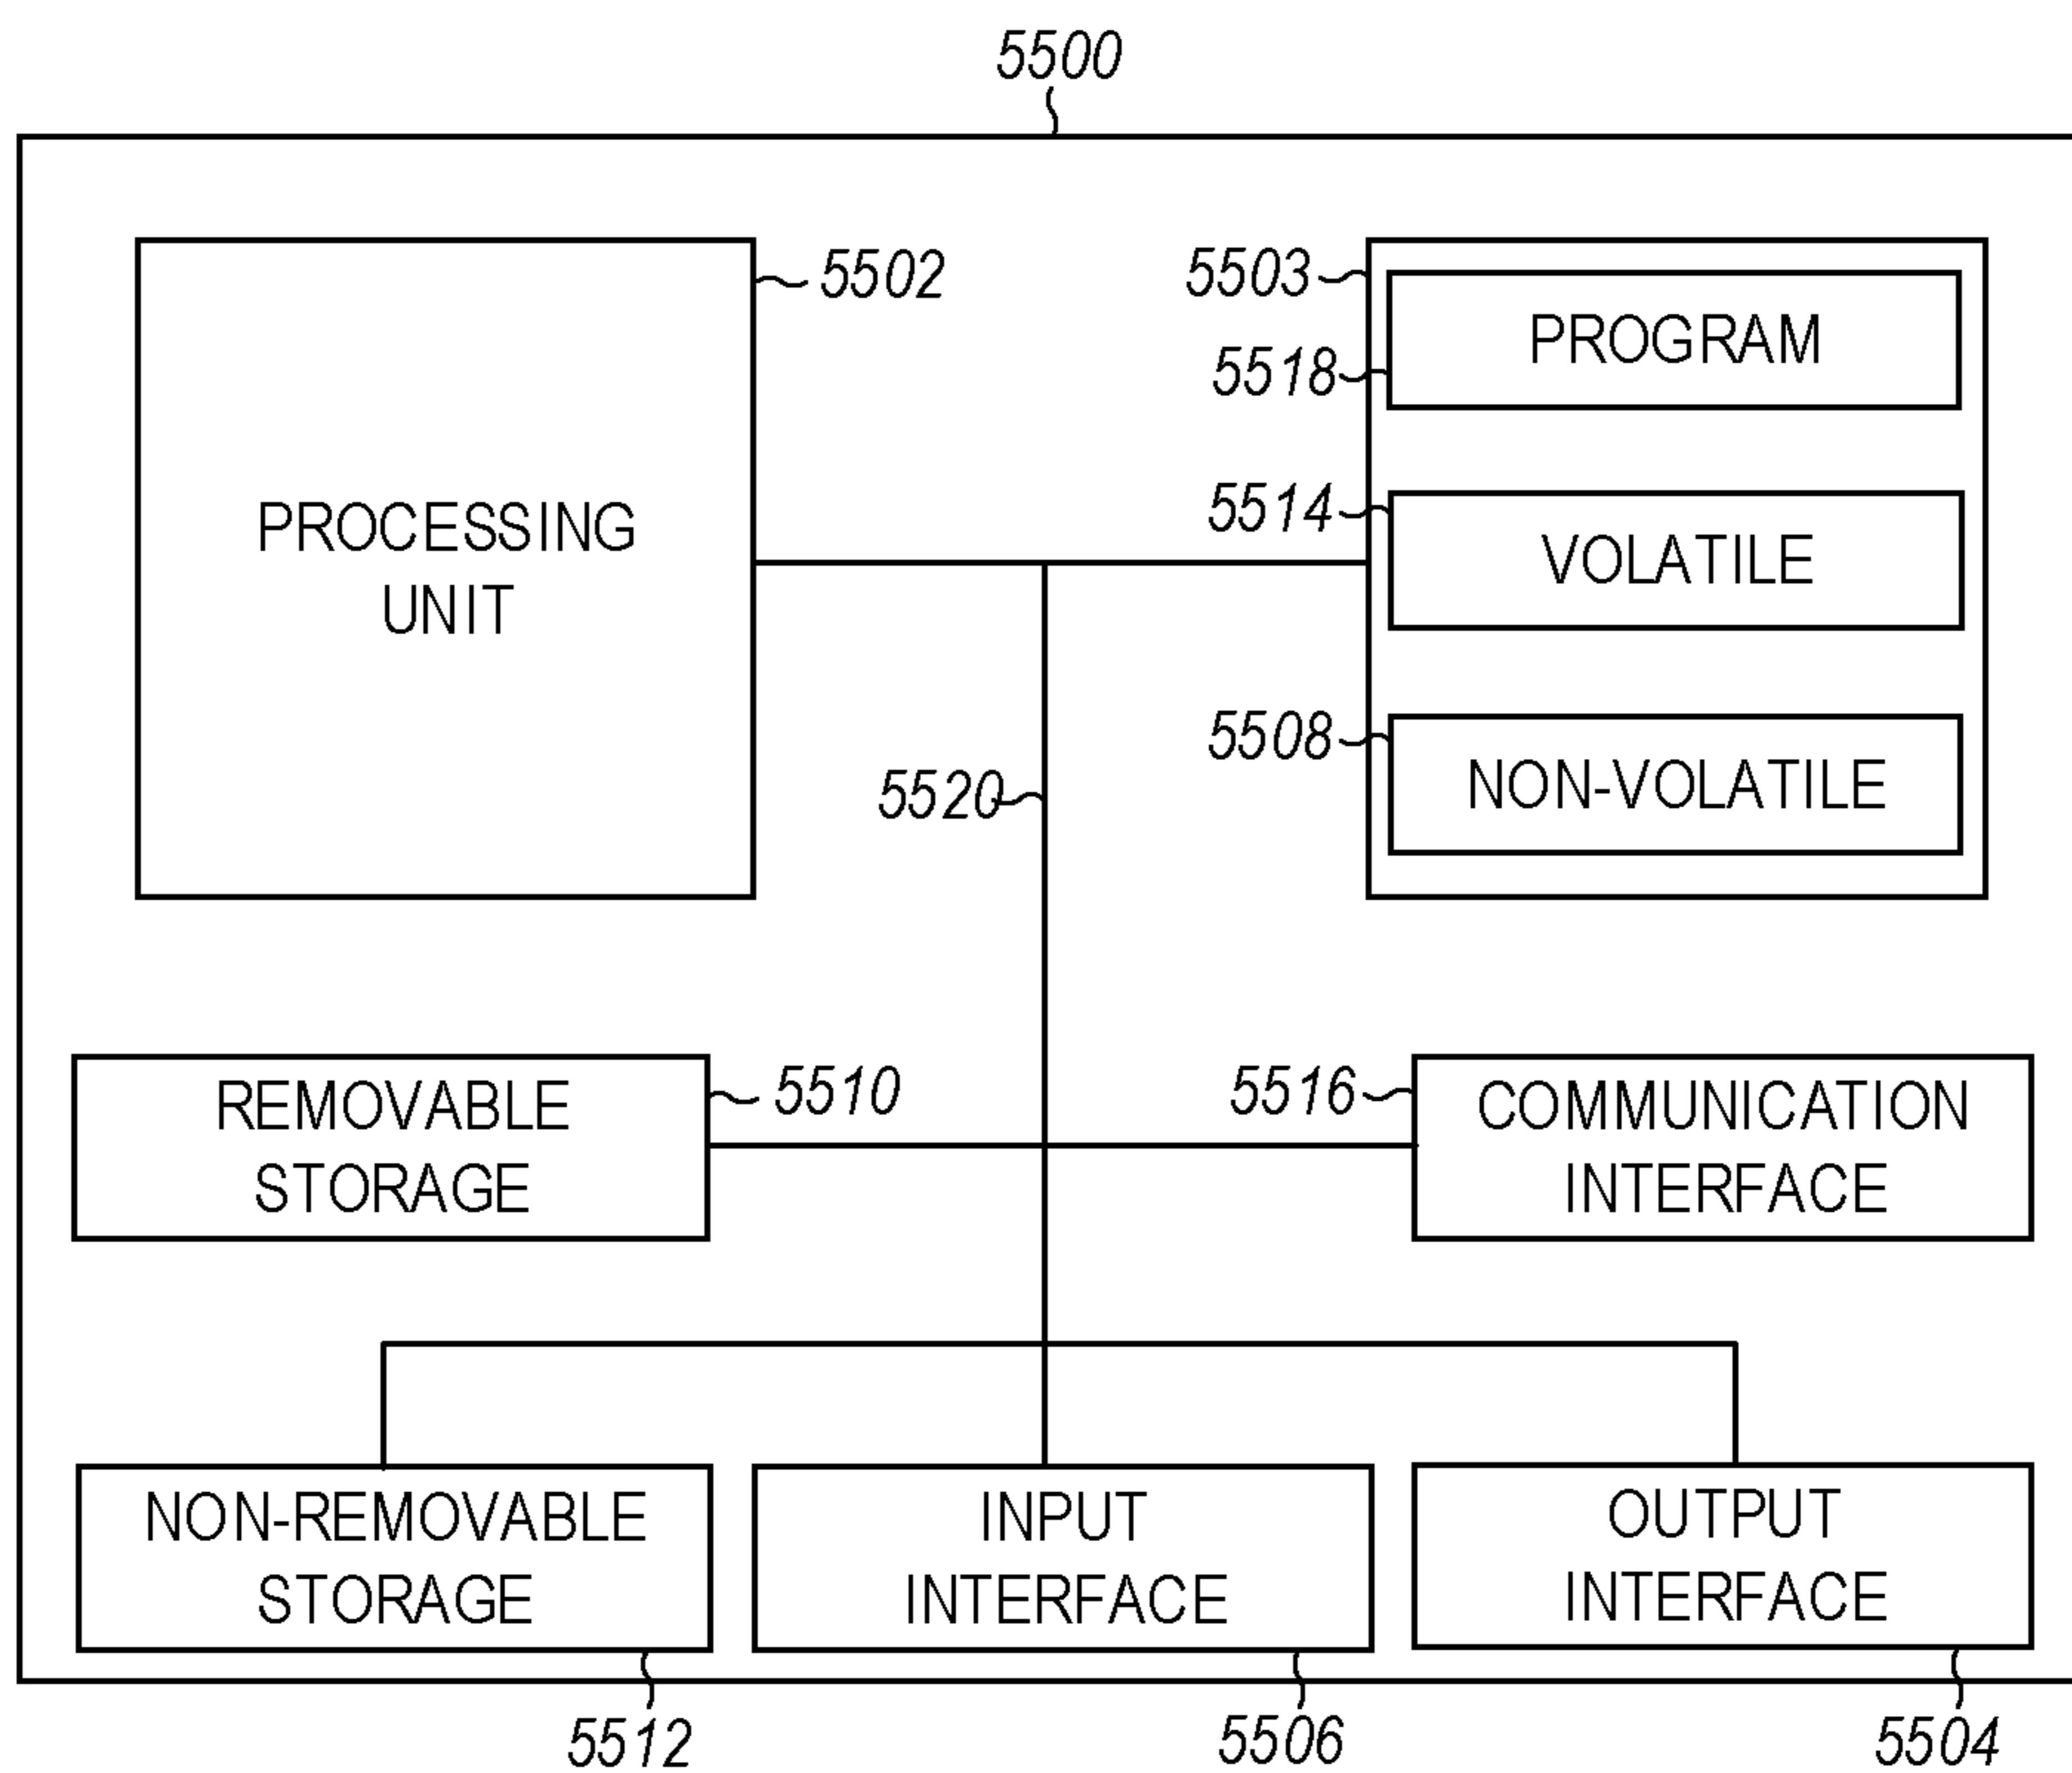 5500
5502
5503
PROGRAM
5518
5514
VOLATILE
PROCESSING
UNIT
5508
NON-VOLATILE
5520
REMOVABLE
STORAGE
5510
5516
COMMUNICATION
INTERFACE
NON-REMOVABLE
STORAGE
INPUT
INTERFACE
OUTPUT
INTERFACE
5512
5506
5504